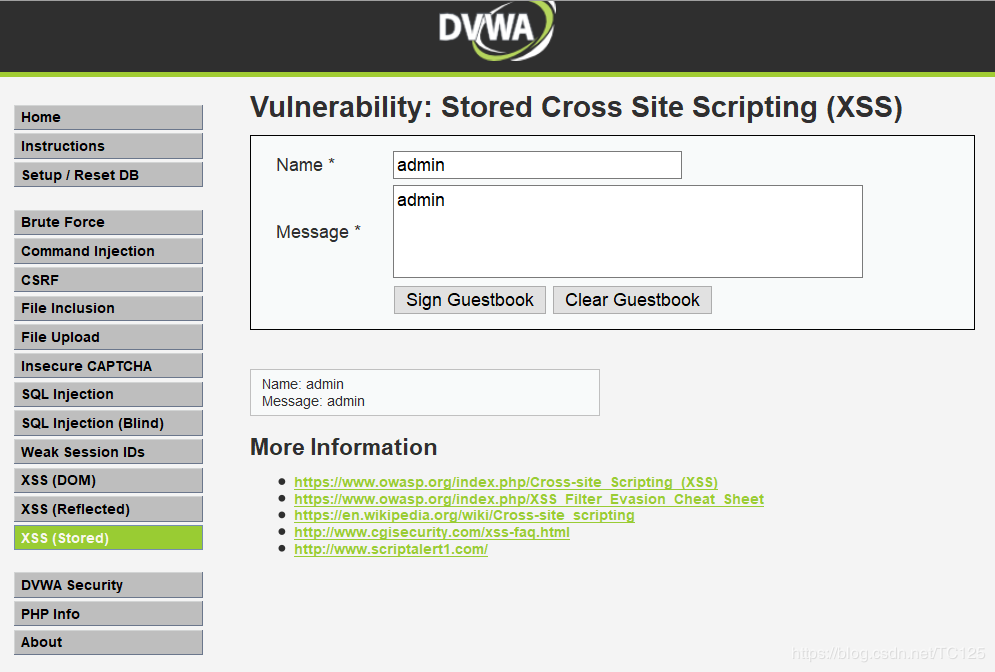 DVWA
Home
Instructions
Setup / Reset DB
Brute Force
Command Injection
CSRF
File Inclusion
File Upload
Insecure CAPTCHA
SQL Injection
SQL Injection (Blind)
Weak Session IDs
XSS (DOM)
XSS (Reflected)
XSS (Stored)
DVWA Security
PHP Info
About
Vulnerability: Stored Cross Site Scripting (XSS)
Name * admin
Message * admin
Sign Guestbook Clear Guestbook
Name: admin
Message: admin
More Information
https://www.owasp.org/index.php/Cross-site_Scripting_(XSS)
https://www.owasp.org/index.php/XSS_Filter_Evasion_Cheat_Sheet
https://en.wikipedia.org/wiki/Cross-site_scripting
http://www.cgisecurity.com/xss-faq.html
http://www.scriptalert1.com/
https://blog.csdn.net/TC125